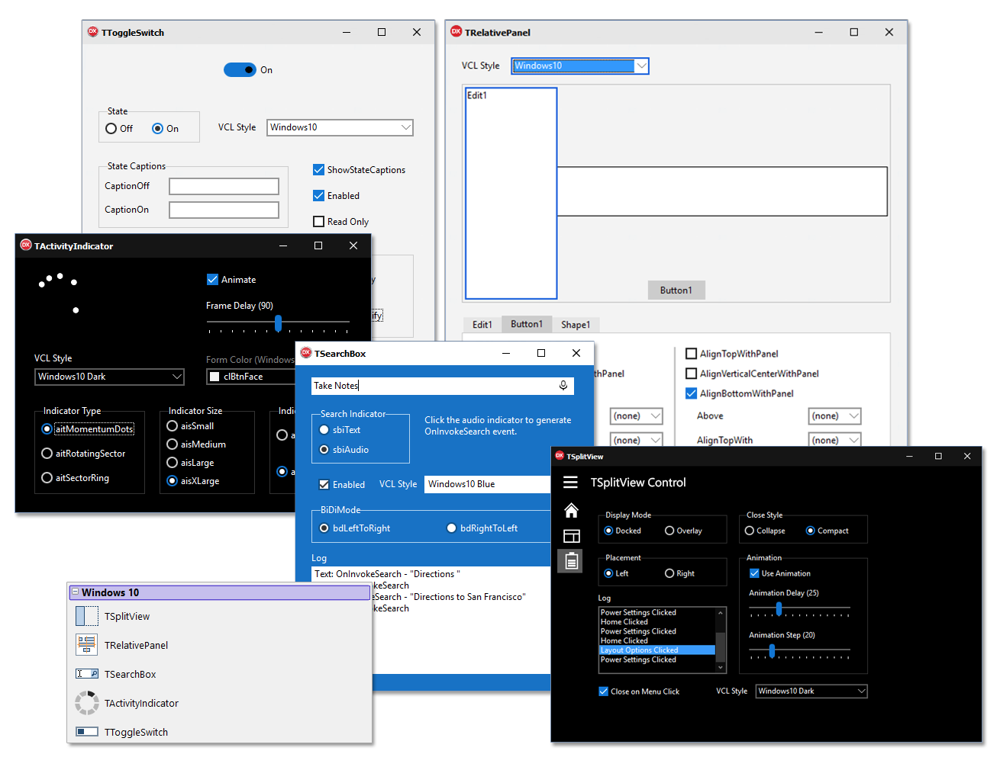 TToggleSwitch
On
State
Off
On
VCL Style
Windows10
State Captions
CaptionOff
CaptionOn
ShowStateCaptions
Enabled
Read Only
TRelativePanel
VCL Style
Windows10
Edit1
Button1
Edit1
Button1
Shape1
AlignTopWithPanel
AlignVerticalCenterWithPanel
AlignBottomWithPanel
(none)
Above
(none)
(none)
AlignTopWith
(none)
DX TActivityIndicator
Animate
Frame Delay (90)
VCL Style
Windows10 Dark
Form Color (Windows
clBtnFace
Indicator Type
aitMomentumDots
aitRotatingSector
aitSectorRing
Indicator Size
aisSmall
aisMedium
aisLarge
aisXLarge
TSearchBox
Take Notes
Search Indicator
sbiText
sbiAudio
Click the audio indicator to generate
OnInvokeSearch event.
Enabled
VCL Style
Windows10 Blue
BiDiMode
bdLeftToRight
bdRightToLeft
Log
Text: OnInvokeSearch - "Directions "
keSearch
eSearch - "Directions to San Francisco"
keSearch
TSplitView
TSplitView Control
Display Mode
Docked
Overlay
Close Style
Collapse
Compact
Placement
Left
Right
Animation
Use Animation
Animation Delay (25)
Animation Step (20)
Log
Power Settings Clicked
Home Clicked
Power Settings Clicked
Home Clicked
Layout Options Clicked
Power Settings Clicked
Close on Menu Click
VCL Style
Windows10 Dark
Windows 10
TSplitView
TRelativePanel
TSearchBox
TActivityIndicator
TToggleSwitch